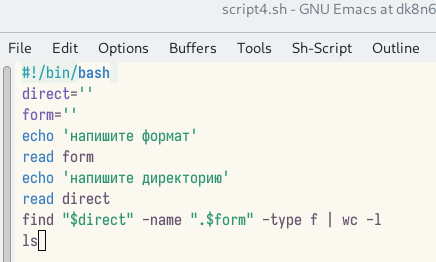 script4.sh - GNU Emacs at dk8n6
File Edit Options Buffers Tools Sh-Script Outline
#!/bin/bash
direct=''
form=''
echo 'напишите формат'
read form
echo 'напишите директорию'
read direct
find "$direct" -name ".$form" -type f | wc -l
ls